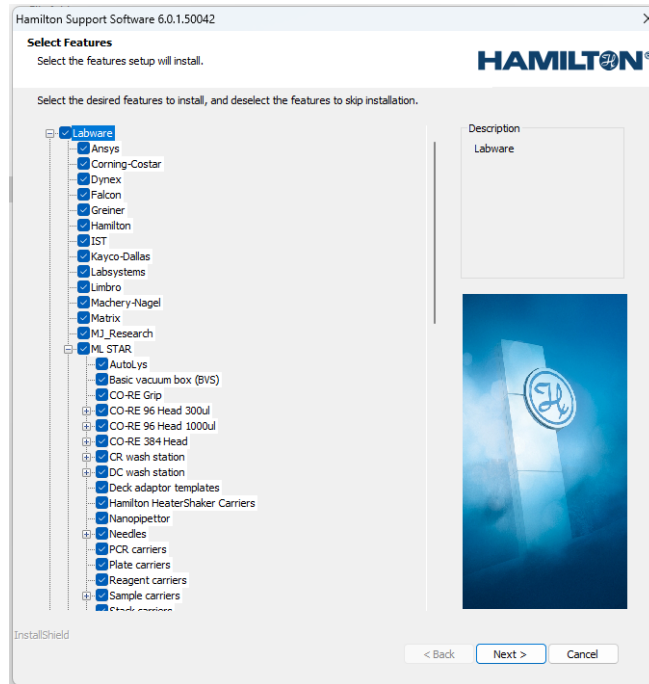 Hamilton Support Software 6.0.1.50042
Select Features
Select the features setup will install.
HAMILTON®
Select the desired features to install, and deselect the features to skip installation.
Labware
Ansys
Corning-Costar
Dynex
Falcon
Greiner
Hamilton
IST
Kayco-Dallas
Labsystems
Limbro
Machery-Nagel
Matrix
MJ_Research
ML STAR
AutoLys
Basic vacuum box (BVS)
CO-RE Grip
CO-RE 96 Head 300ul
CO-RE 96 Head 1000ul
CO-RE 384 Head
CR wash station
DC wash station
Deck adaptor templates
Hamilton HeaterShaker Carriers
Nanopipettor
Needles
PCR carriers
Plate carriers
Reagent carriers
Sample carriers
Stack carriers
Description
Labware
InstallShield
< Back
Next >
Cancel